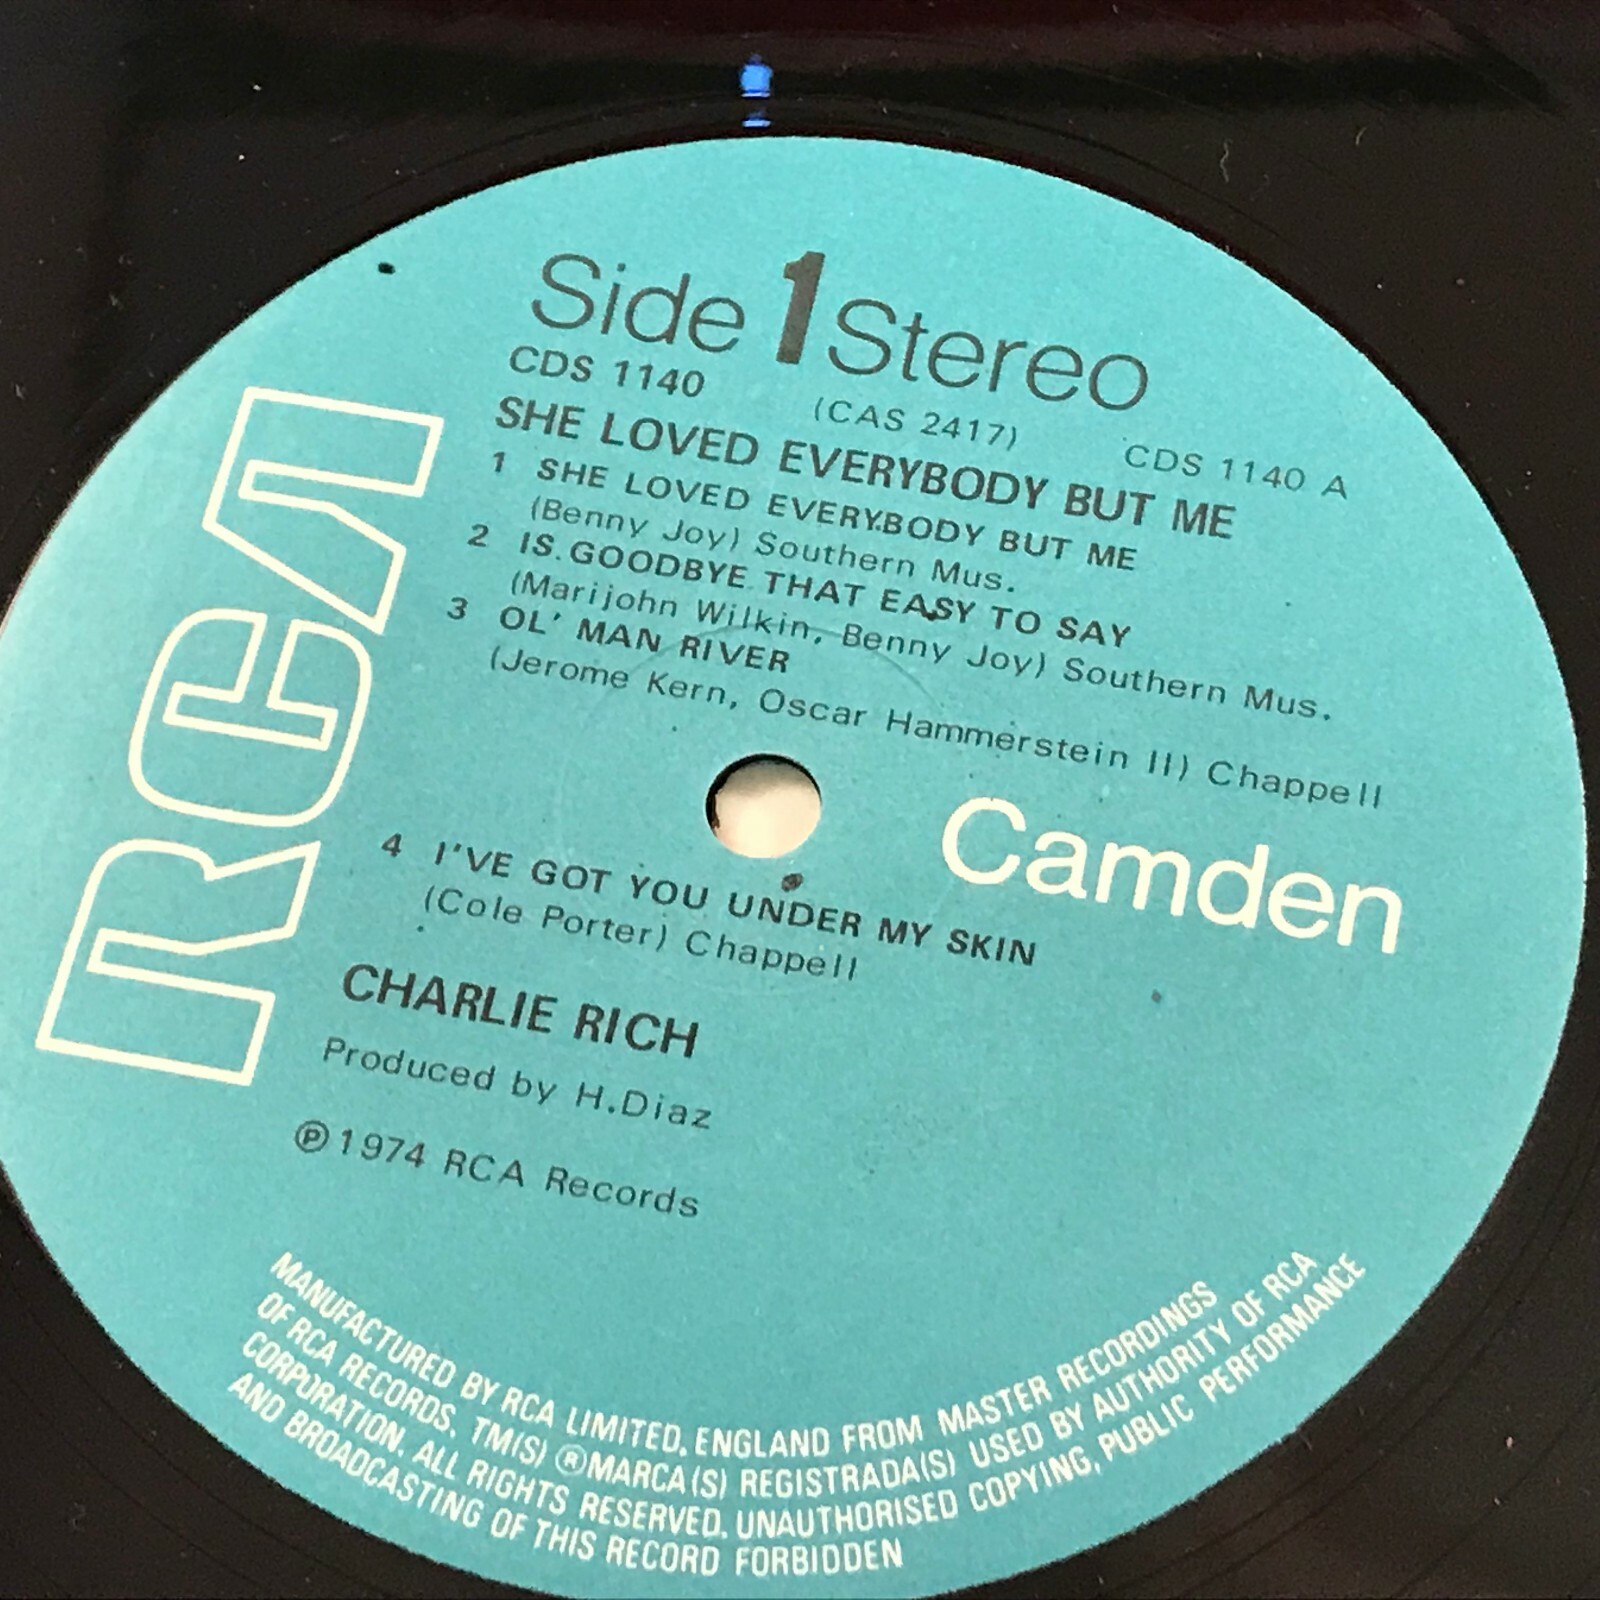 Side 1 Stereo
CDS 1140 (CAS 2417) CDS 1140 A
SHE LOVED EVERYBODY BUT ME
1 SHE LOVED EVERYBODY BUT ME
(Benny Joy) Southern Mus.
2 IS GOODBYE THAT EASY TO SAY
(Marijohn Wilkin, Benny Joy) Southern Mus.
3 OL' MAN RIVER
(Jerome Kern, Oscar Hammerstein II) Chappell
RCA
Camden
4 I'VE GOT YOU UNDER MY SKIN
(Cole Porter) Chappell
CHARLIE RICH
Produced by H.Diaz
Ⓟ1974 RCA Records
MANUFACTURED BY RCA LIMITED, ENGLAND FROM MASTER RECORDINGS
OF RCA RECORDS. TM(S) ®MARCA(S) REGISTRADA(S) USED BY AUTHORITY OF RCA
CORPORATION. ALL RIGHTS RESERVED. UNAUTHORISED COPYING, PUBLIC PERFORMANCE
AND BROADCASTING OF THIS RECORD FORBIDDEN